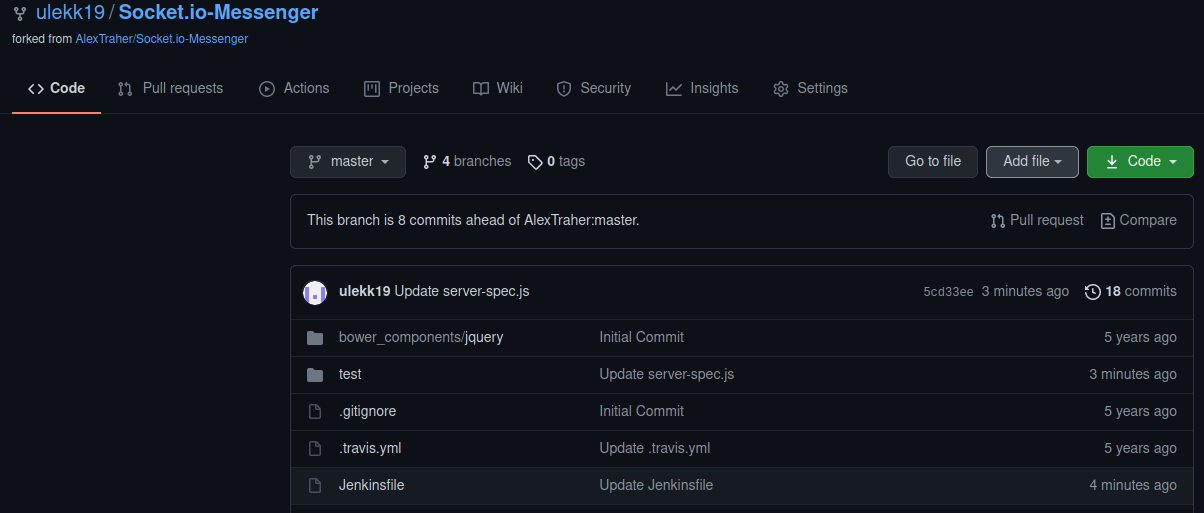 ulekk19 / Socket.io-Messenger
forked from AlexTraher/Socket.io-Messenger
Code Pull requests Actions Projects Wiki Security Insights Settings
master 4 branches 0 tags Go to file Add file Code
This branch is 8 commits ahead of AlexTraher:master. Pull request Compare
ulekk19 Update server-spec.js 5cd33ee 3 minutes ago 18 commits
bower_components/jquery Initial Commit 5 years ago
test Update server-spec.js 3 minutes ago
.gitignore Initial Commit 5 years ago
.travis.yml Update .travis.yml 5 years ago
Jenkinsfile Update Jenkinsfile 4 minutes ago